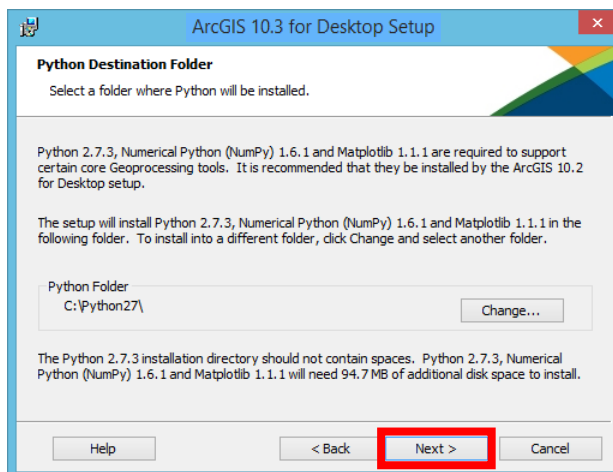 ArcGIS 10.3 for Desktop Setup
Python Destination Folder
Select a folder where Python will be installed.
Python 2.7.3, Numerical Python (NumPy) 1.6.1 and Matplotlib 1.1.1 are required to support
certain core Geoprocessing tools. It is recommended that they be installed by the ArcGIS 10.2
for Desktop setup.
The setup will install Python 2.7.3, Numerical Python (NumPy) 1.6.1 and Matplotlib 1.1.1 in the
following folder. To install into a different folder, click Change and select another folder.
Python Folder
C:\Python27\
Change...
The Python 2.7.3 installation directory should not contain spaces. Python 2.7.3, Numerical
Python (NumPy) 1.6.1 and Matplotlib 1.1.1 will need 94.7 MB of additional disk space to install.
Help
< Back
Next >
Cancel